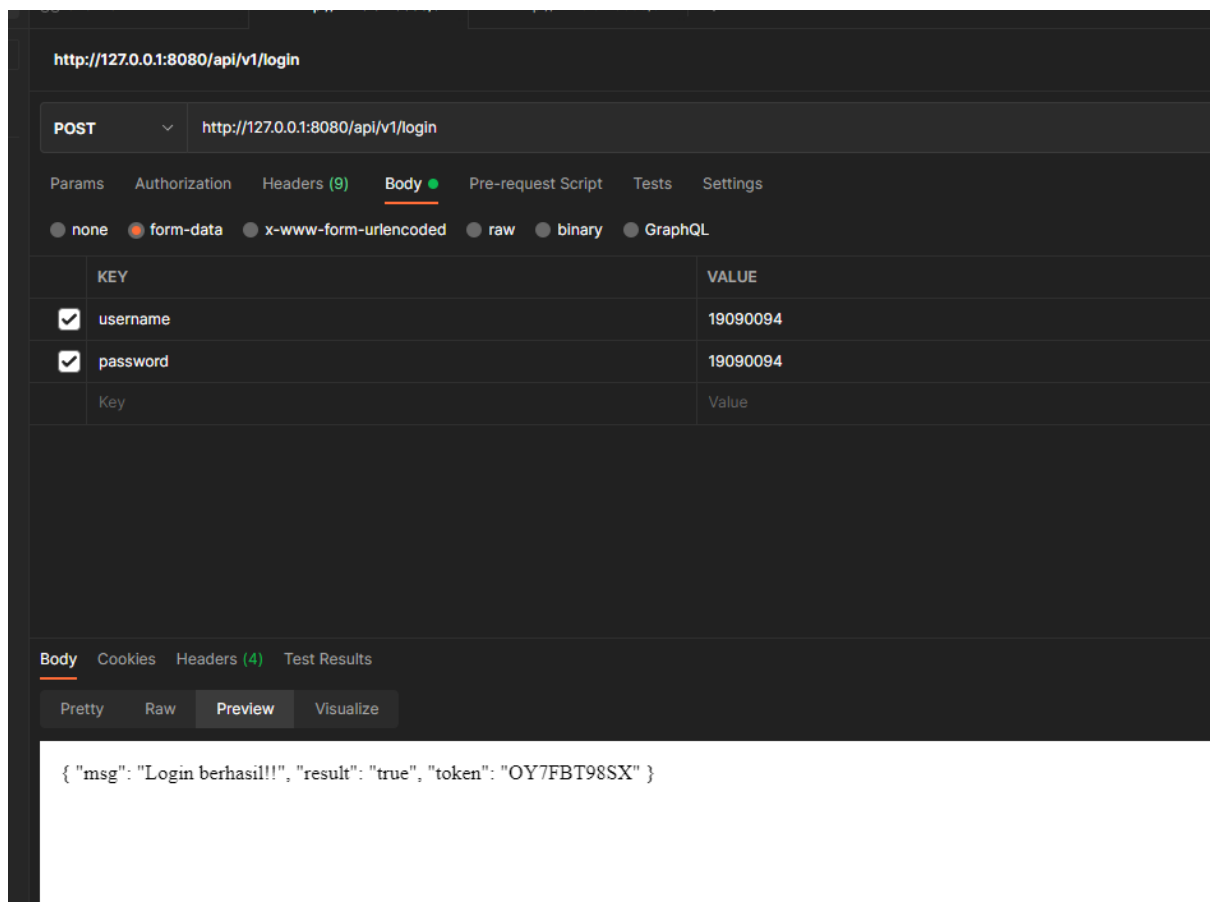 http://127.0.0.1:8080/api/v1/login
POST http://127.0.0.1:8080/api/v1/login
Params Authorization Headers (9) Body Pre-request Script Tests Settings
none form-data x-www-form-urlencoded raw binary GraphQL
KEY VALUE
username 19090094
password 19090094
Key Value
Body Cookies Headers (4) Test Results
Pretty Raw Preview Visualize
{ "msg": "Login berhasil!!", "result": "true", "token": "OY7FBT98SX" }